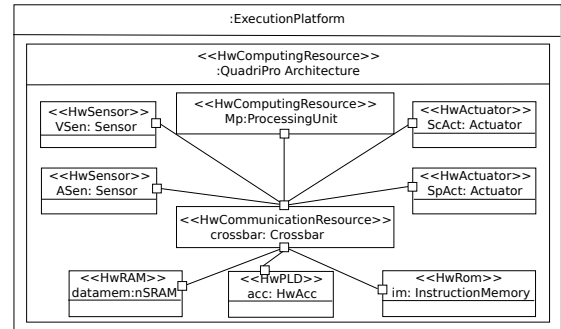 :ExecutionPlatform
<<HwComputingResource>>
:QuadriPro Architecture
<<HwSensor>>
VSen: Sensor
<<HwComputingResource>>
Mp:ProcessingUnit
<<HwActuator>>
ScAct: Actuator
<<HwSensor>>
ASen: Sensor
<<HwActuator>>
SpAct: Actuator
<<HwCommunicationResource>>
crossbar: Crossbar
<<HwRAM>>
datamem:nSRAM
<<HwPLD>>
acc: HwAcc
<<HwRom>>
im: InstructionMemory